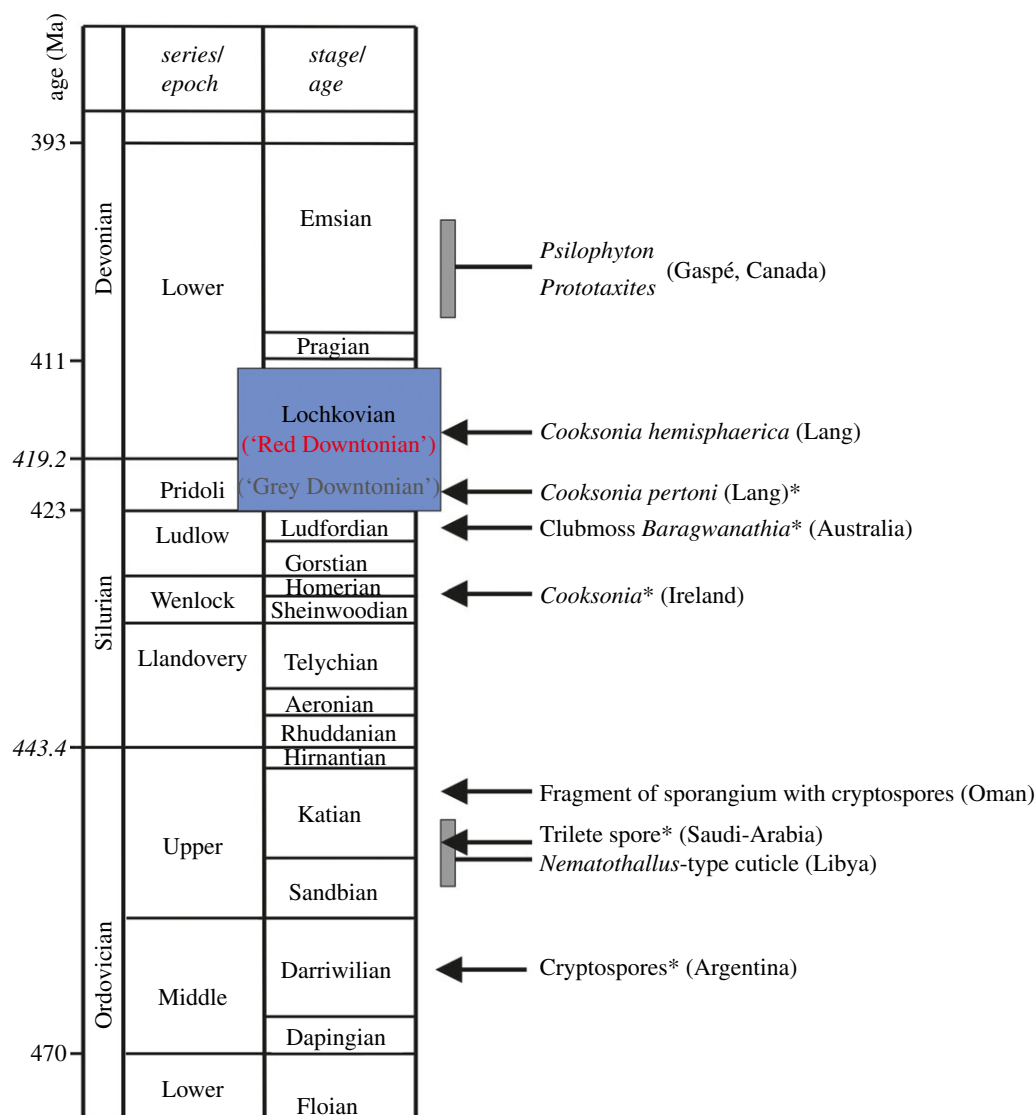 age (Ma)
series/
epoch
stage/
age
393
Devonian
Lower
Emsian
Psilophyton
Prototaxites
(Gaspé, Canada)
Pragian
411
Lochkovian
(‘Red Downtonian’)
Cooksonia hemisphaerica (Lang)
419.2
Pridoli
(‘Grey Downtonian’)
Cooksonia pertoni (Lang)*
423
Silurian
Ludlow
Ludfordian
Clubmoss Baragwanathia* (Australia)
Gorstian
Wenlock
Homerian
Cooksonia* (Ireland)
Sheinwoodian
Llandovery
Telychian
Aeronian
Rhuddanian
443.4
Hirnantian
Ordovician
Upper
Katian
Fragment of sporangium with cryptospores (Oman)
Trilete spore* (Saudi-Arabia)
Nematothallus-type cuticle (Libya)
Sandbian
Middle
Darriwilian
Cryptospores* (Argentina)
Dapingian
470
Lower
Floian